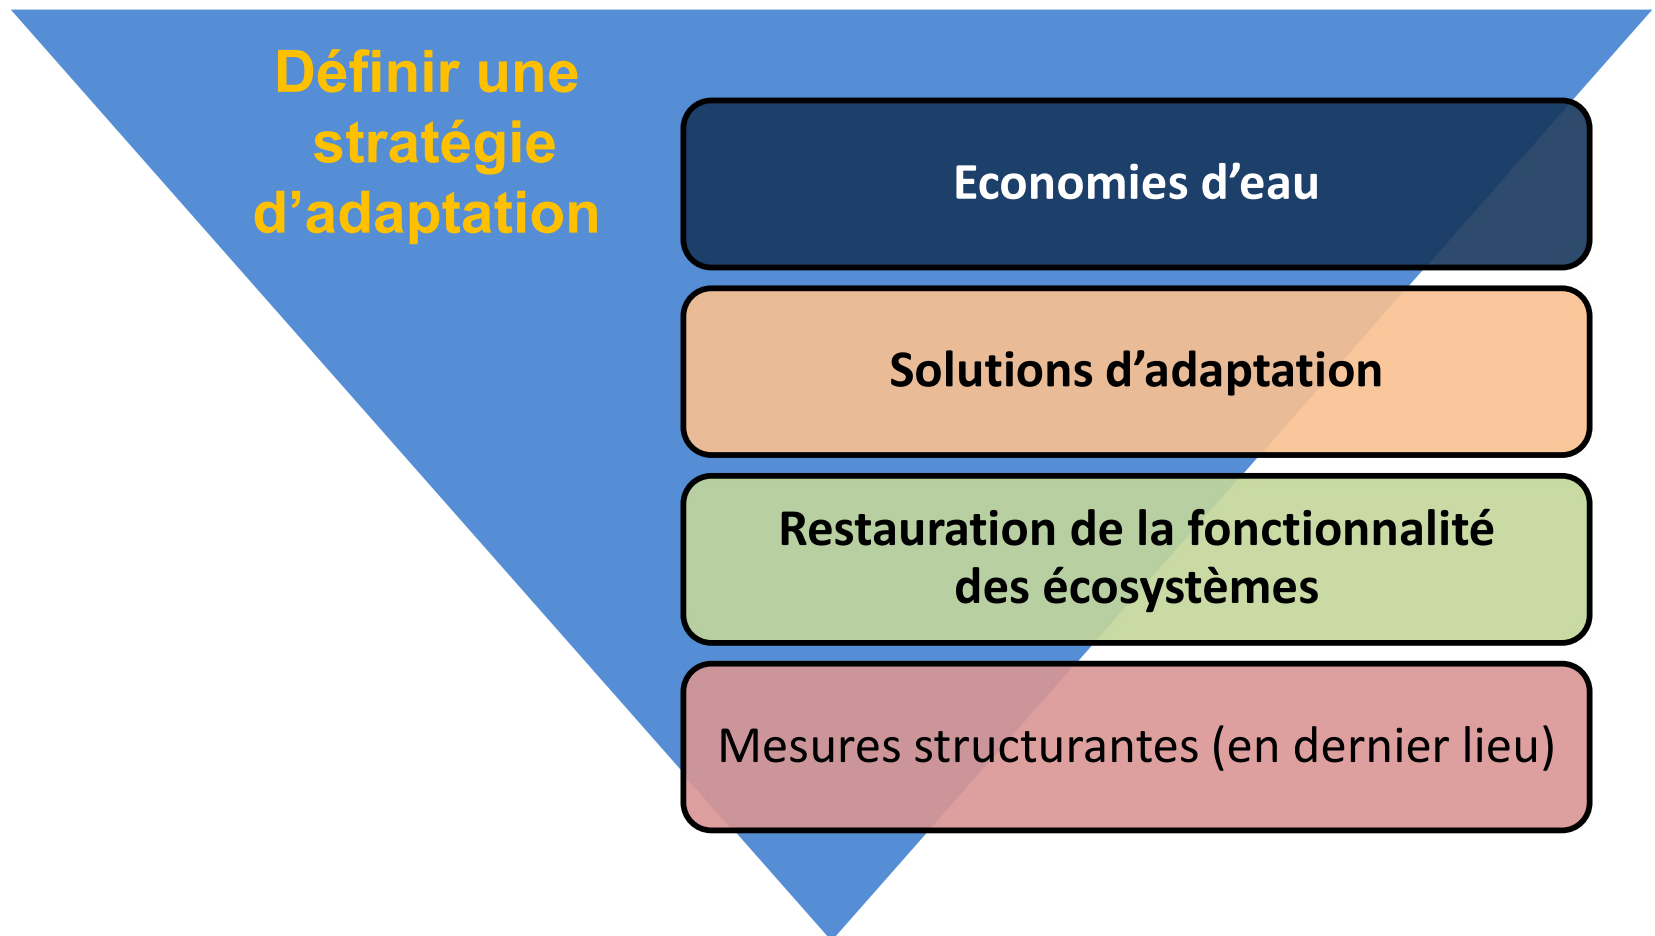 Définir une
stratégie
d’adaptation
Economies d’eau
Solutions d’adaptation
Restauration de la fonctionnalité
des écosystèmes
Mesures structurantes (en dernier lieu)